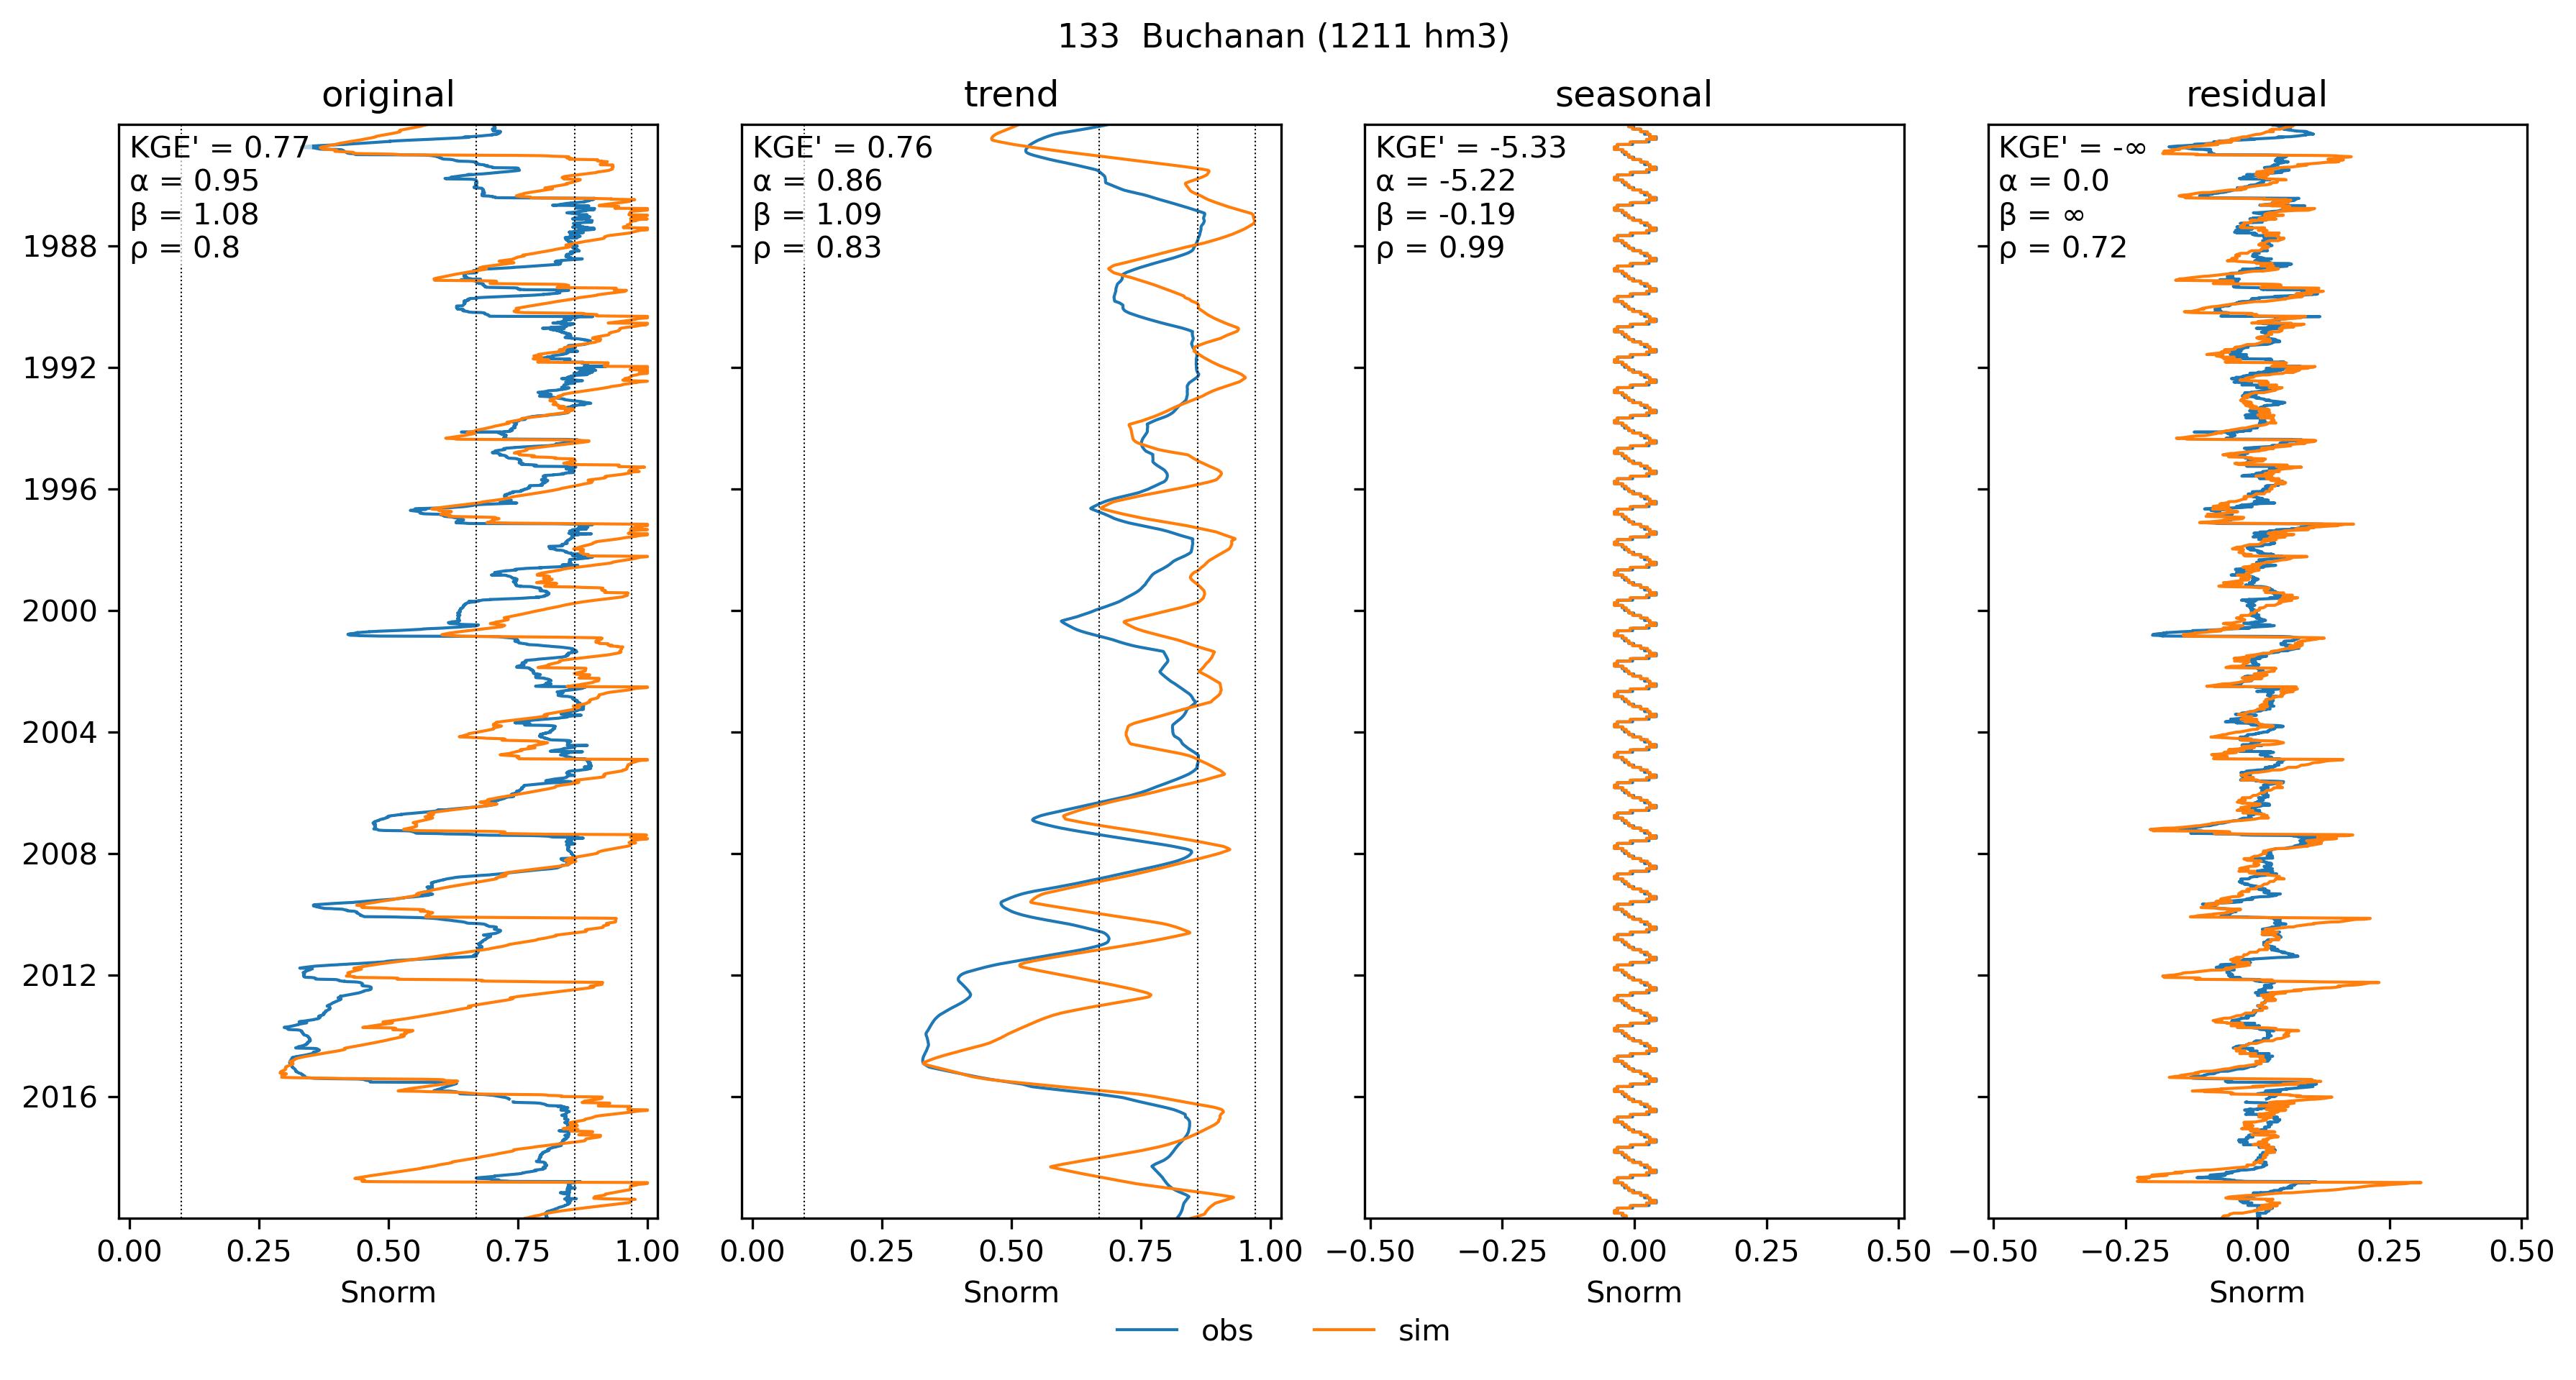 133  Buchanan (1211 hm3)
original
trend
seasonal
residual
KGE' = 0.77
α = 0.95
β = 1.08
ρ = 0.8
KGE' = 0.76
α = 0.86
β = 1.09
ρ = 0.83
KGE' = -5.33
α = -5.22
β = -0.19
ρ = 0.99
KGE' = -∞
α = 0.0
β = ∞
ρ = 0.72
1988
1992
1996
2000
2004
2008
2012
2016
0.00 0.25 0.50 0.75 1.00
0.00 0.25 0.50 0.75 1.00
−0.50 −0.25 0.00 0.25 0.50
−0.50 −0.25 0.00 0.25 0.50
Snorm
Snorm
Snorm
Snorm
obs
sim